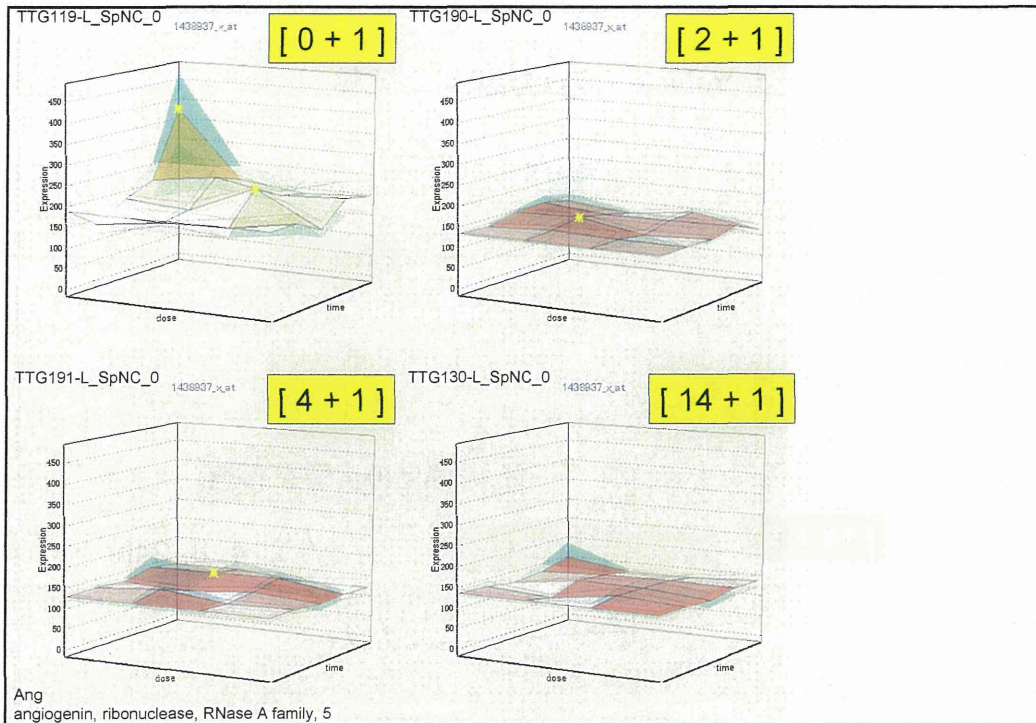 TTG119-L_SpNC_0
1438937_x_at
[ 0 + 1 ]
450
400
350
300
250
200
150
100
50
0
Expression
dose
time
TTG190-L_SpNC_0
1438937_x_at
[ 2 + 1 ]
450
400
350
300
250
200
150
100
50
0
Expression
dose
time
TTG191-L_SpNC_0
1438937_x_at
[ 4 + 1 ]
450
400
350
300
250
200
150
100
50
0
Expression
dose
time
TTG130-L_SpNC_0
1438937_x_at
[ 14 + 1 ]
450
400
350
300
250
200
150
100
50
0
Expression
dose
time
Ang
angiogenin, ribonuclease, RNase A family, 5